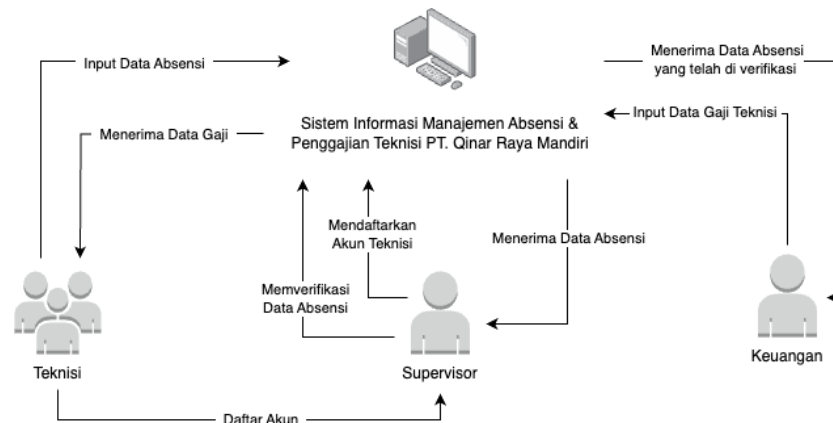 Input Data Absensi
Menerima Data Absensi
yang telah di verifikasi
Sistem Informasi Manajemen Absensi &
Penggajian Teknisi PT. Qinar Raya Mandiri
Input Data Gaji Teknisi
Menerima Data Gaji
Mendaftarkan
Akun Teknisi
Menerima Data Absensi
Memverifikasi
Data Absensi
Teknisi
Supervisor
Keuangan
Daftar Akun